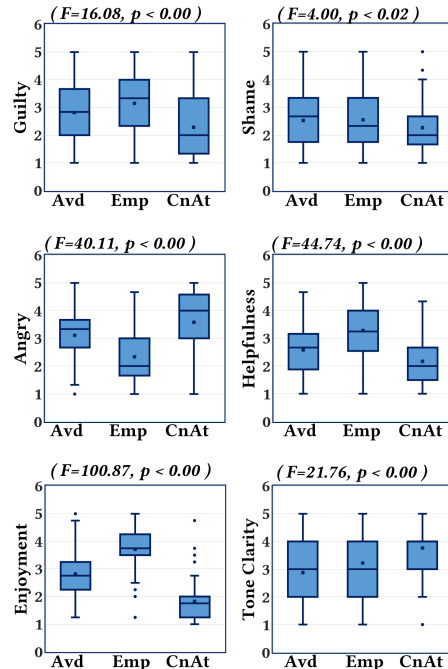 ( F=16.08, p < 0.00 )
6
5
4
3
2
1
0
Guilty
Avd Emp CnAt
( F=4.00, p < 0.02 )
6
5
4
3
2
1
0
Shame
Avd Emp CnAt
( F=40.11, p < 0.00 )
6
5
4
3
2
1
0
Angry
Avd Emp CnAt
( F=44.74, p < 0.00 )
6
5
4
3
2
1
0
Helpfulness
Avd Emp CnAt
( F=100.87, p < 0.00 )
6
5
4
3
2
1
0
Enjoyment
Avd Emp CnAt
( F=21.76, p < 0.00 )
6
5
4
3
2
1
0
Tone Clarity
Avd Emp CnAt